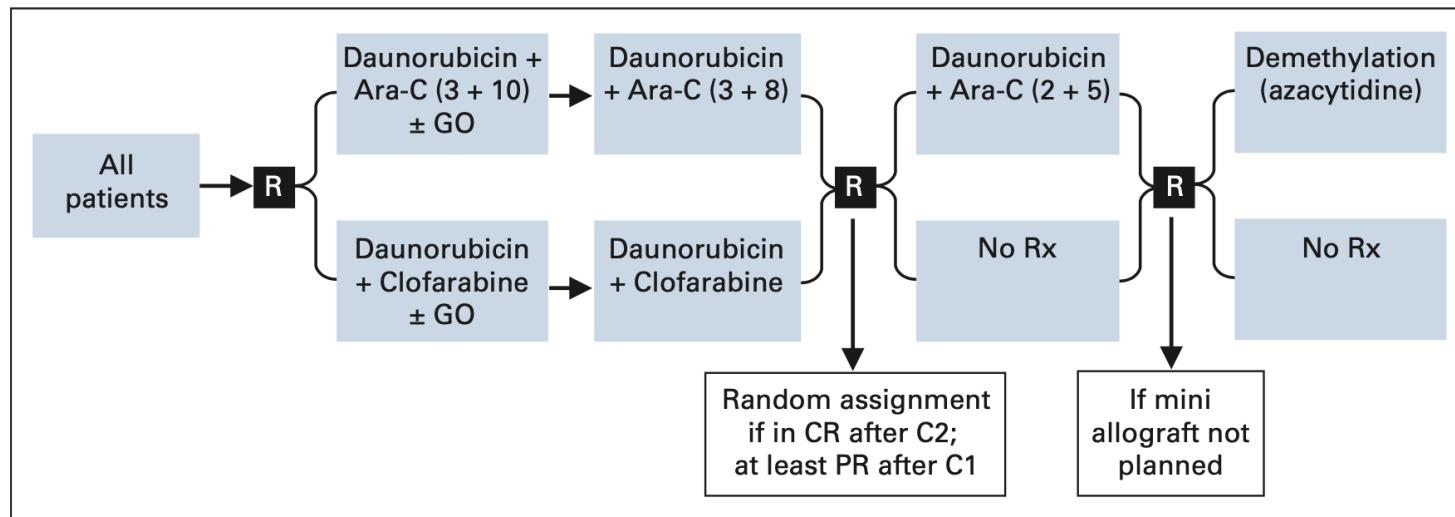 All
patients
R
Daunorubicin +
Ara-C (3 + 10)
± GO
Daunorubicin
+ Clofarabine
± GO
Daunorubicin
+ Ara-C (3 + 8)
Daunorubicin
+ Clofarabine
R
Random assignment
if in CR after C2;
at least PR after C1
Daunorubicin
+ Ara-C (2 + 5)
No Rx
R
If mini
allograft not
planned
Demethylation
(azacytidine)
No Rx